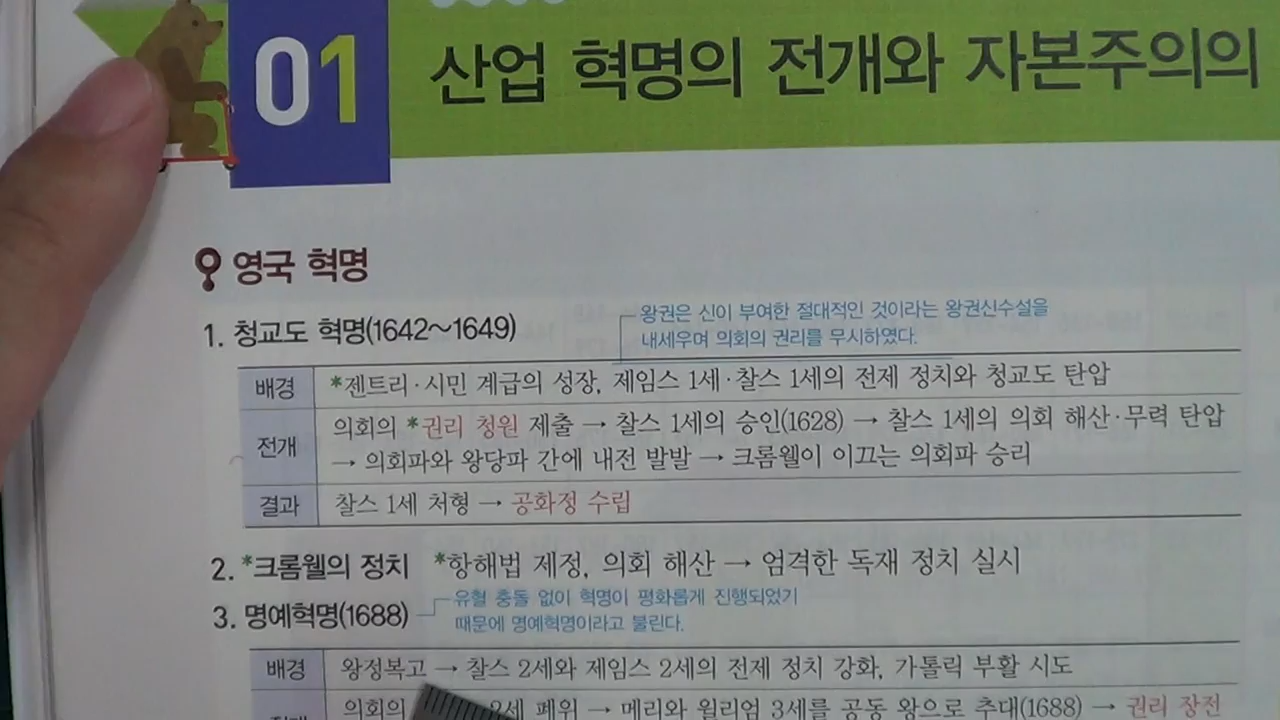 01
산업 혁명의 전개와 자본주의의
영국 혁명
1. 청교도 혁명(1642~1649)
왕권은 신이 부여한 절대적인 것이라는 왕권신수설을
내세우며 의회의 권리를 무시하였다.
배경 *젠트리·시민 계급의 성장, 제임스 1세·찰스 1세의 전제 정치와 청교도 탄압
전개 의회의 *권리 청원 제출 → 찰스 1세의 승인(1628) → 찰스 1세의 의회 해산·무력 탄압
→ 의회파와 왕당파 간에 내전 발발 → 크롬웰이 이끄는 의회파 승리
결과 찰스 1세 처형 → 공화정 수립
2. *크롬웰의 정치 *항해법 제정, 의회 해산 → 엄격한 독재 정치 실시
3. 명예혁명(1688)
유혈 충돌 없이 혁명이 평화롭게 진행되었기
때문에 명예혁명이라고 불린다.
배경 왕정복고 → 찰스 2세와 제임스 2세의 전제 정치 강화, 가톨릭 부활 시도
의회의 2세 폐위 → 메리와 윌리엄 3세를 공동 왕으로 추대(1688) → 권리 장전